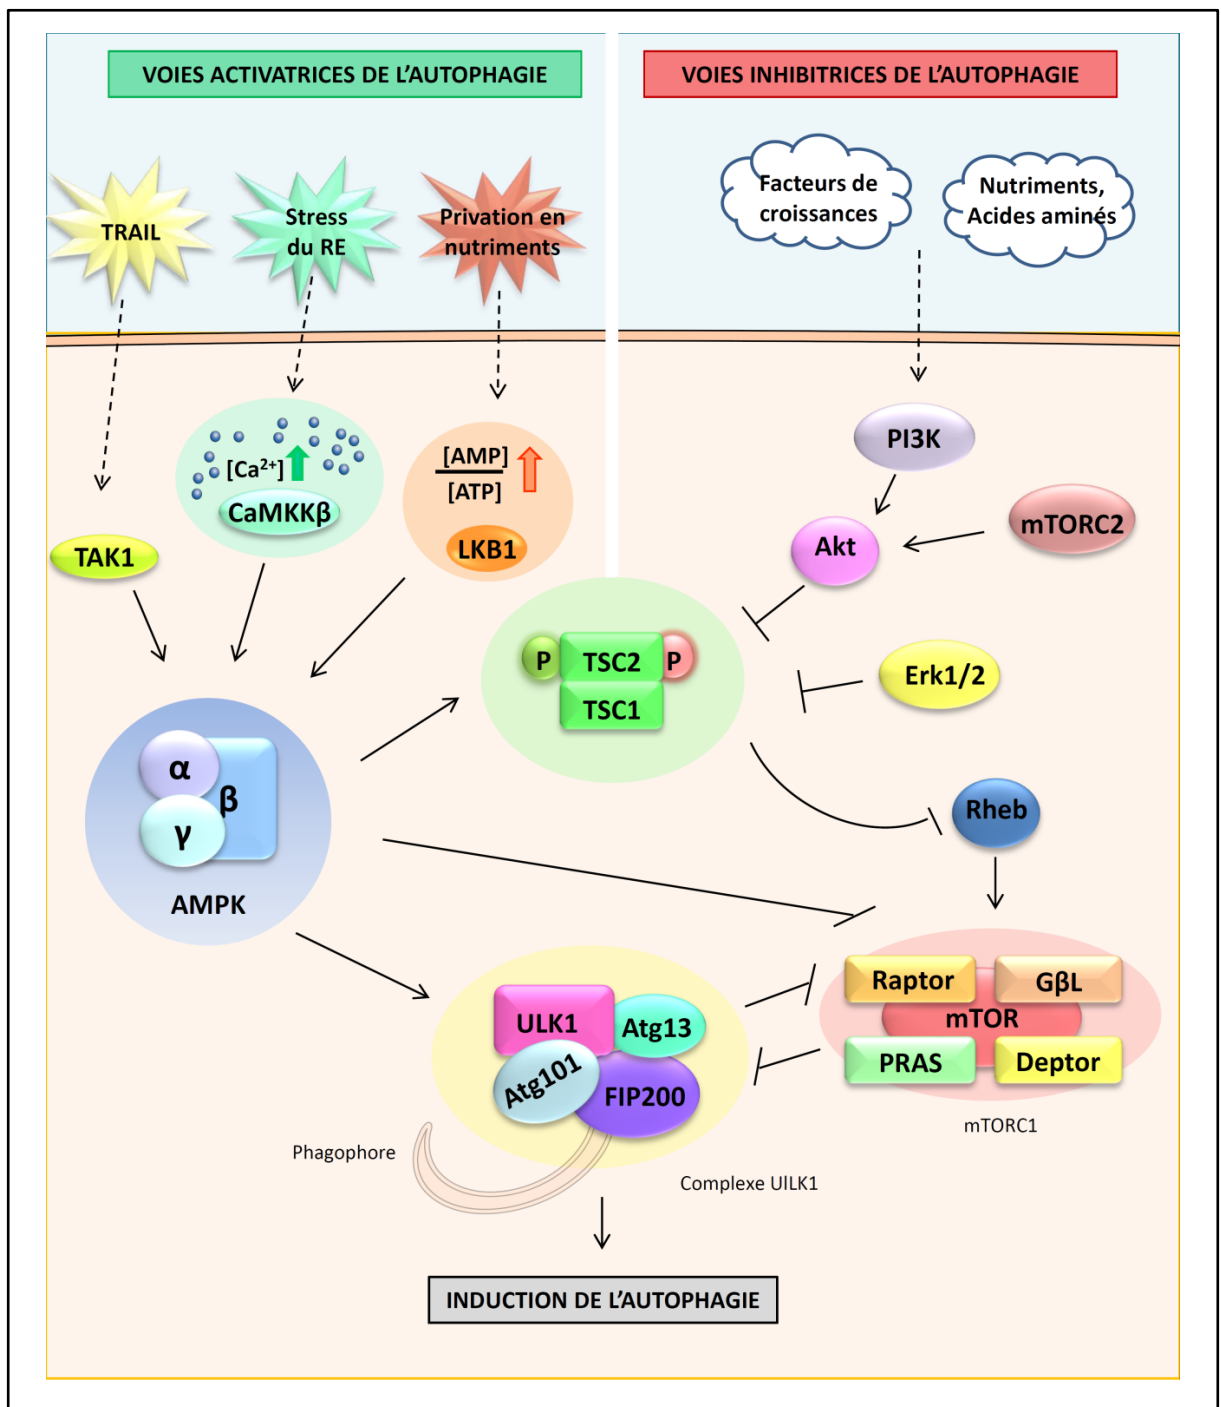 VOIES ACTIVATRICES DE L'AUTOPHAGIE
VOIES INHIBITRICES DE L'AUTOPHAGIE
TRAIL
Stress
du RE
Privation en
nutriments
Facteurs de
croissances
Nutriments,
Acides aminés
[Ca²⁺]
CaMKKβ
[AMP]
[ATP]
LKB1
TAK1
PI3K
Akt
mTORC2
P
TSC2
P
TSC1
Erk1/2
α
β
γ
AMPK
Rheb
Raptor
GβL
mTOR
PRAS
Deptor
mTORC1
ULK1
Atg13
Atg101
FIP200
Phagophore
Complexe UlLK1
INDUCTION DE L'AUTOPHAGIE